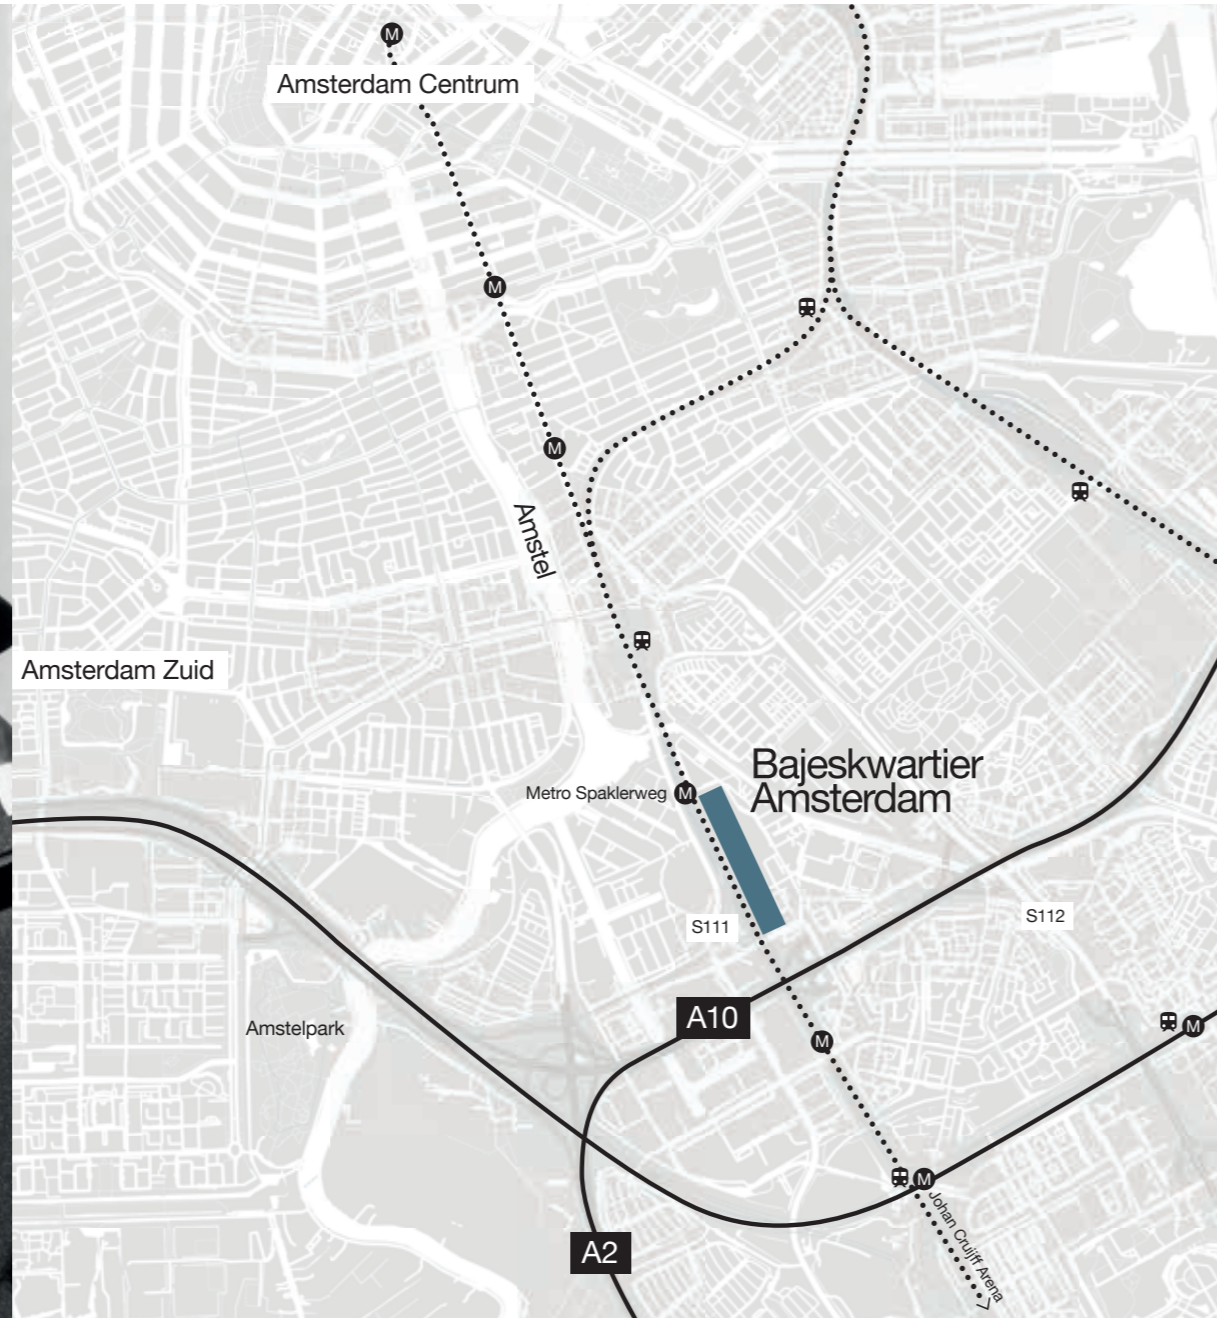 M
Amsterdam Centrum
M
M
Amstel
Amsterdam Zuid
Bajeskwartier
Amsterdam
Metro Spaklerweg
M
S111
S112
A10
Amstelpark
M
M
M
Johan Cruijff Arena
A2